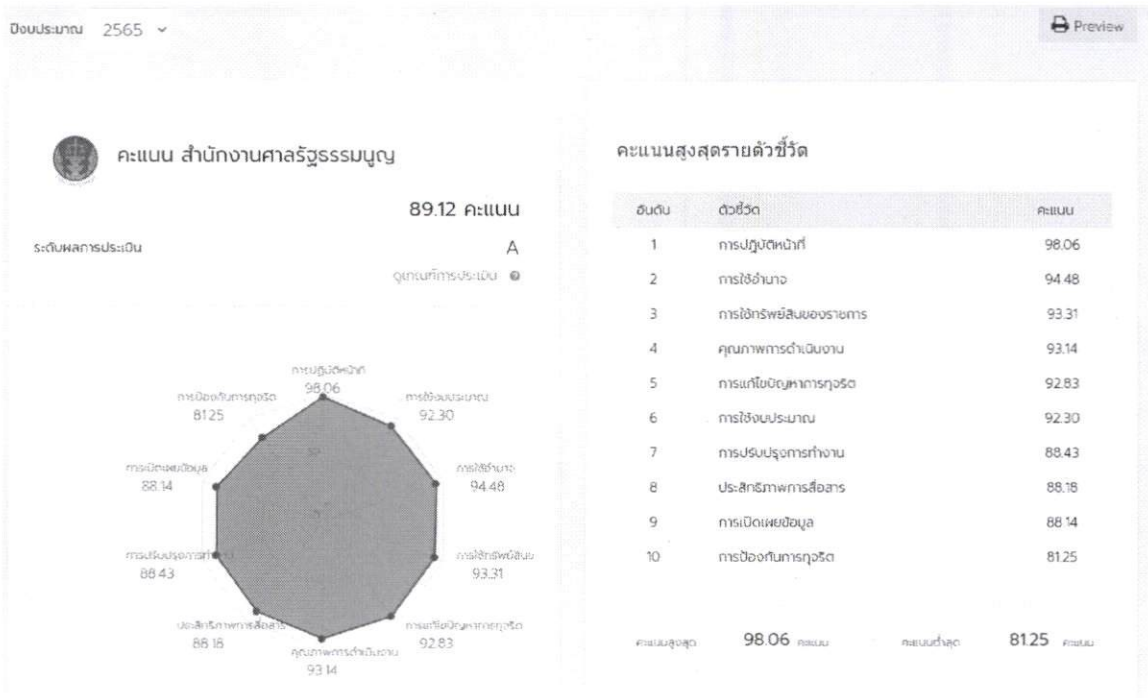 ปีงบประมาณ 2565
Preview
คะแนน สำนักงานศาลรัฐธรรมนูญ
89.12 คะแนน
ระดับผลการประเมิน A
ดูเกณฑ์การประเมิน
การปฏิบัติหน้าที่
98.06
การใช้งบประมาณ
92.30
การใช้อำนาจ
94.48
การใช้ทรัพย์สินข
93.31
การแก้ไขปัญหาการทุจริต
92.83
คุณภาพการดำเนินงาน
93.14
ประสิทธิภาพการสื่อสาร
88.18
การปรับปรุงการทำงาน
88.43
การเปิดเผยข้อมูล
88.14
การป้องกันการทุจริต
81.25
คะแนนสูงสุดรายตัวชี้วัด
อันดับ ตัวชี้วัด คะแนน
1 การปฏิบัติหน้าที่ 98.06
2 การใช้อำนาจ 94.48
3 การใช้ทรัพย์สินของราชการ 93.31
4 คุณภาพการดำเนินงาน 93.14
5 การแก้ไขปัญหาการทุจริต 92.83
6 การใช้งบประมาณ 92.30
7 การปรับปรุงการทำงาน 88.43
8 ประสิทธิภาพการสื่อสาร 88.18
9 การเปิดเผยข้อมูล 88.14
10 การป้องกันการทุจริต 81.25
คะแนนสูงสุด 98.06 คะแนน คะแนนต่ำสุด 81.25 คะแนน